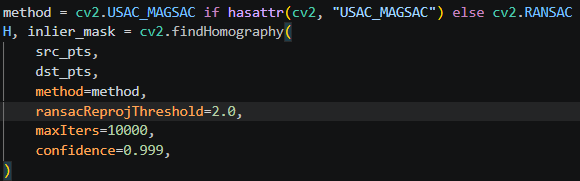 method = cv2.USAC_MAGSAC if hasattr(cv2, "USAC_MAGSAC") else cv2.RANSAC
H, inlier_mask = cv2.findHomography(
    src_pts,
    dst_pts,
    method=method,
    ransacReprojThreshold=2.0,
    maxIters=10000,
    confidence=0.999,
)